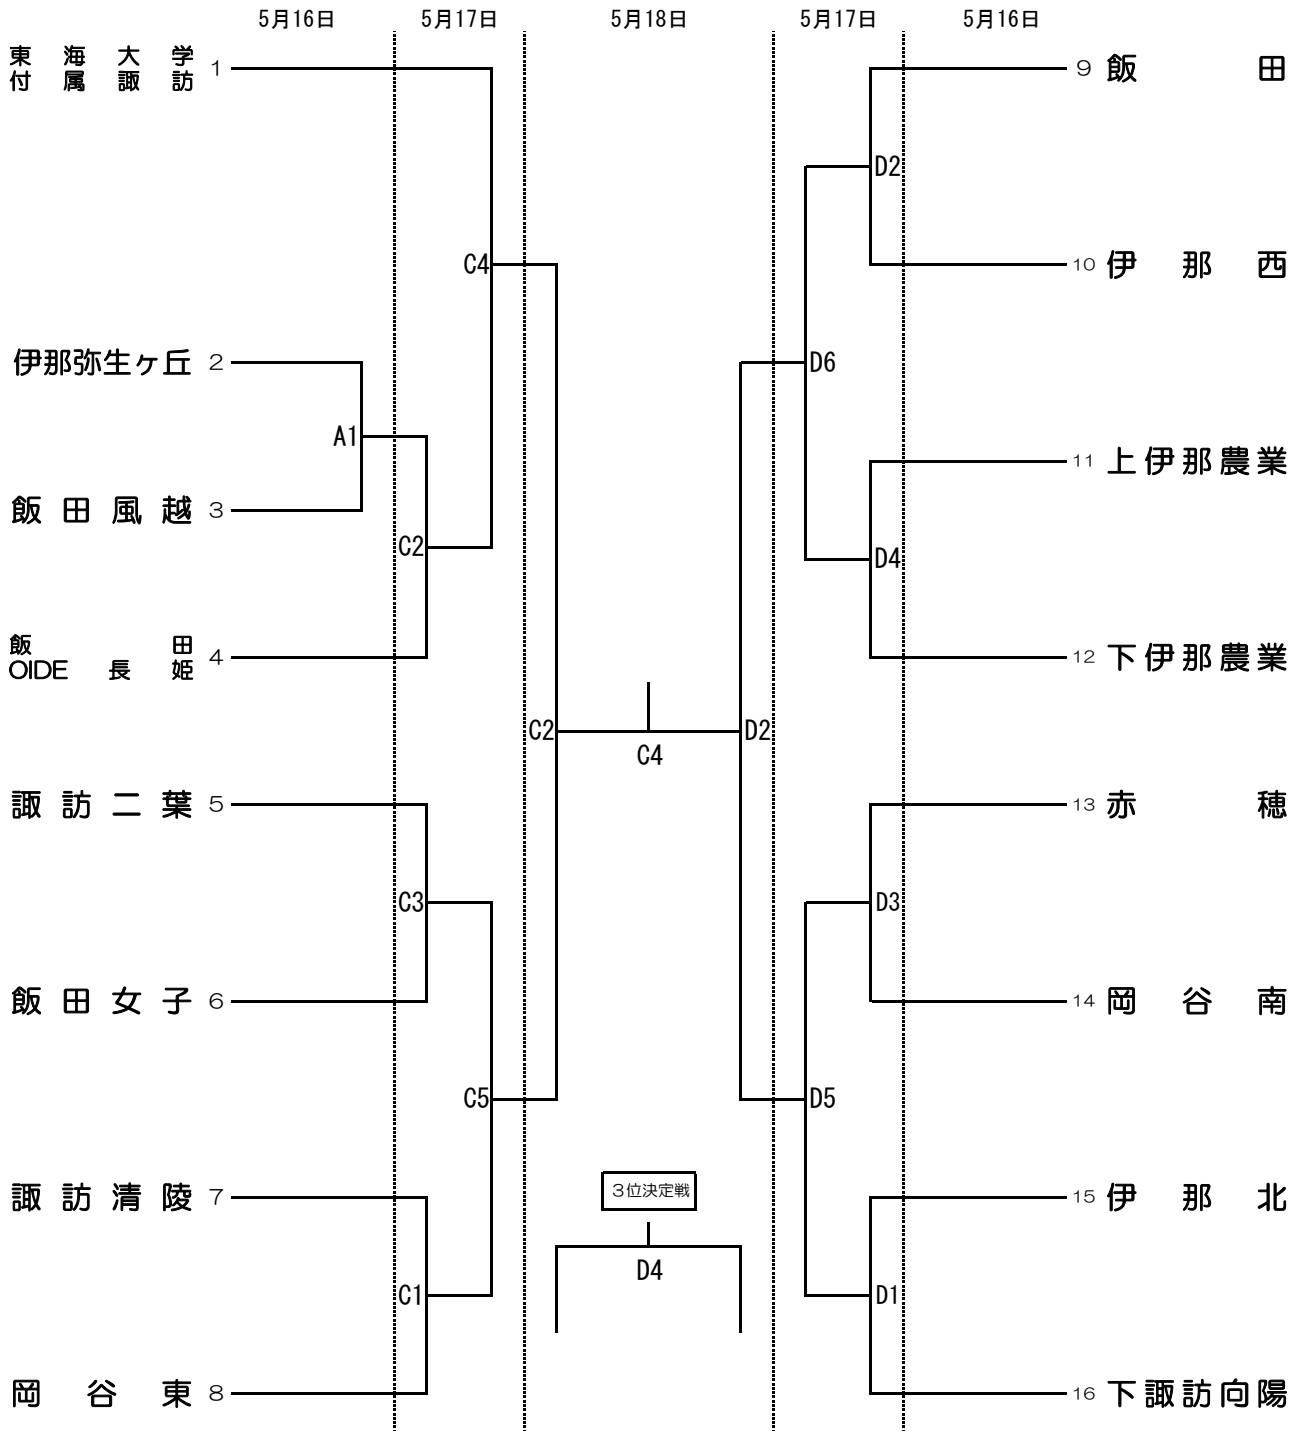 5月16日 5月17日 5月18日 5月17日 5月16日
東海大学
付属諏訪 1
9 飯田
D2
C4
10 伊那西
伊那弥生ヶ丘 2
D6
A1
11 上伊那農業
飯田風越 3
C2
D4
飯田
OIDE長姫 4
12 下伊那農業
C2
D2
C4
諏訪二葉 5
13 赤穂
C3
D3
飯田女子 6
14 岡谷南
C5
D5
諏訪清陵 7
3位決定戦
15 伊那北
D4
C1
D1
岡谷東 8
16 下諏訪向陽